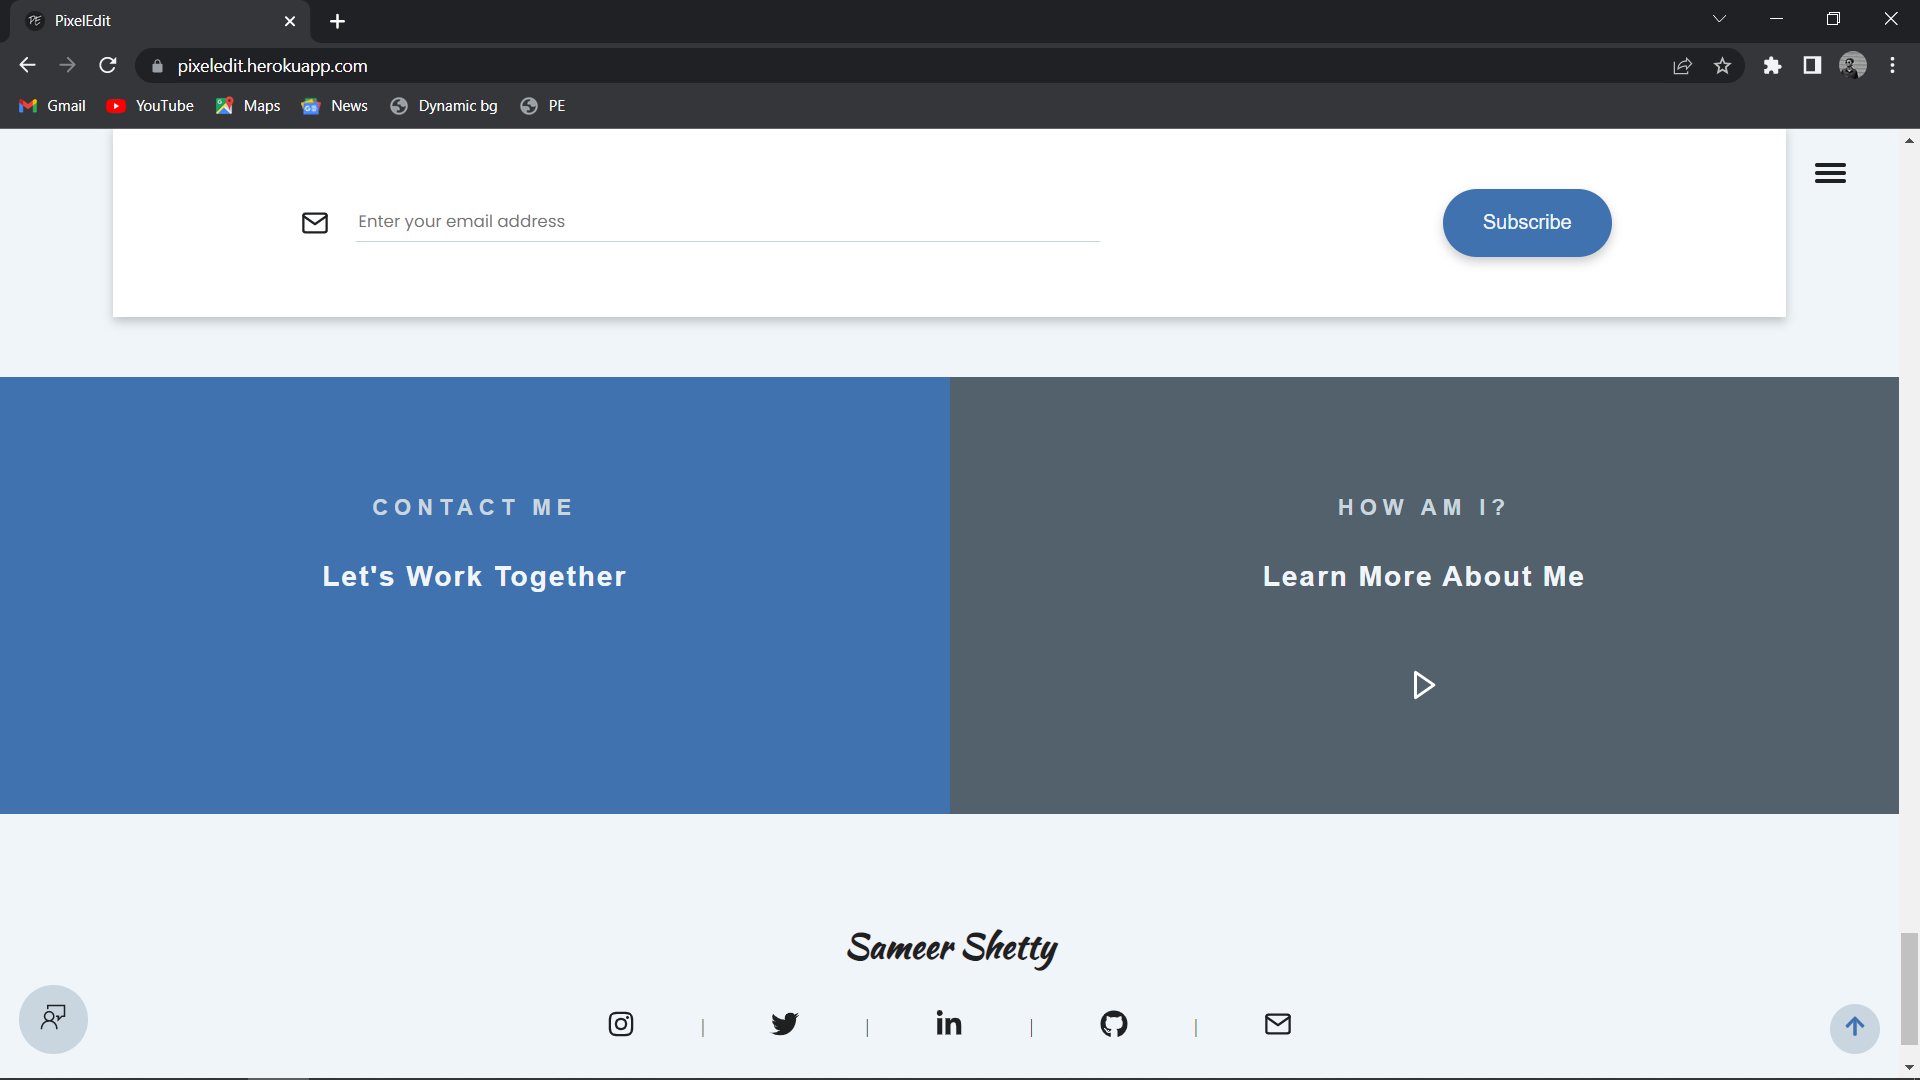 PixelEdit
pixeledit.herokuapp.com
Gmail YouTube Maps News Dynamic bg PE
Enter your email address
Subscribe
CONTACT ME
Let's Work Together
HOW AM I?
Learn More About Me
Sameer Shetty